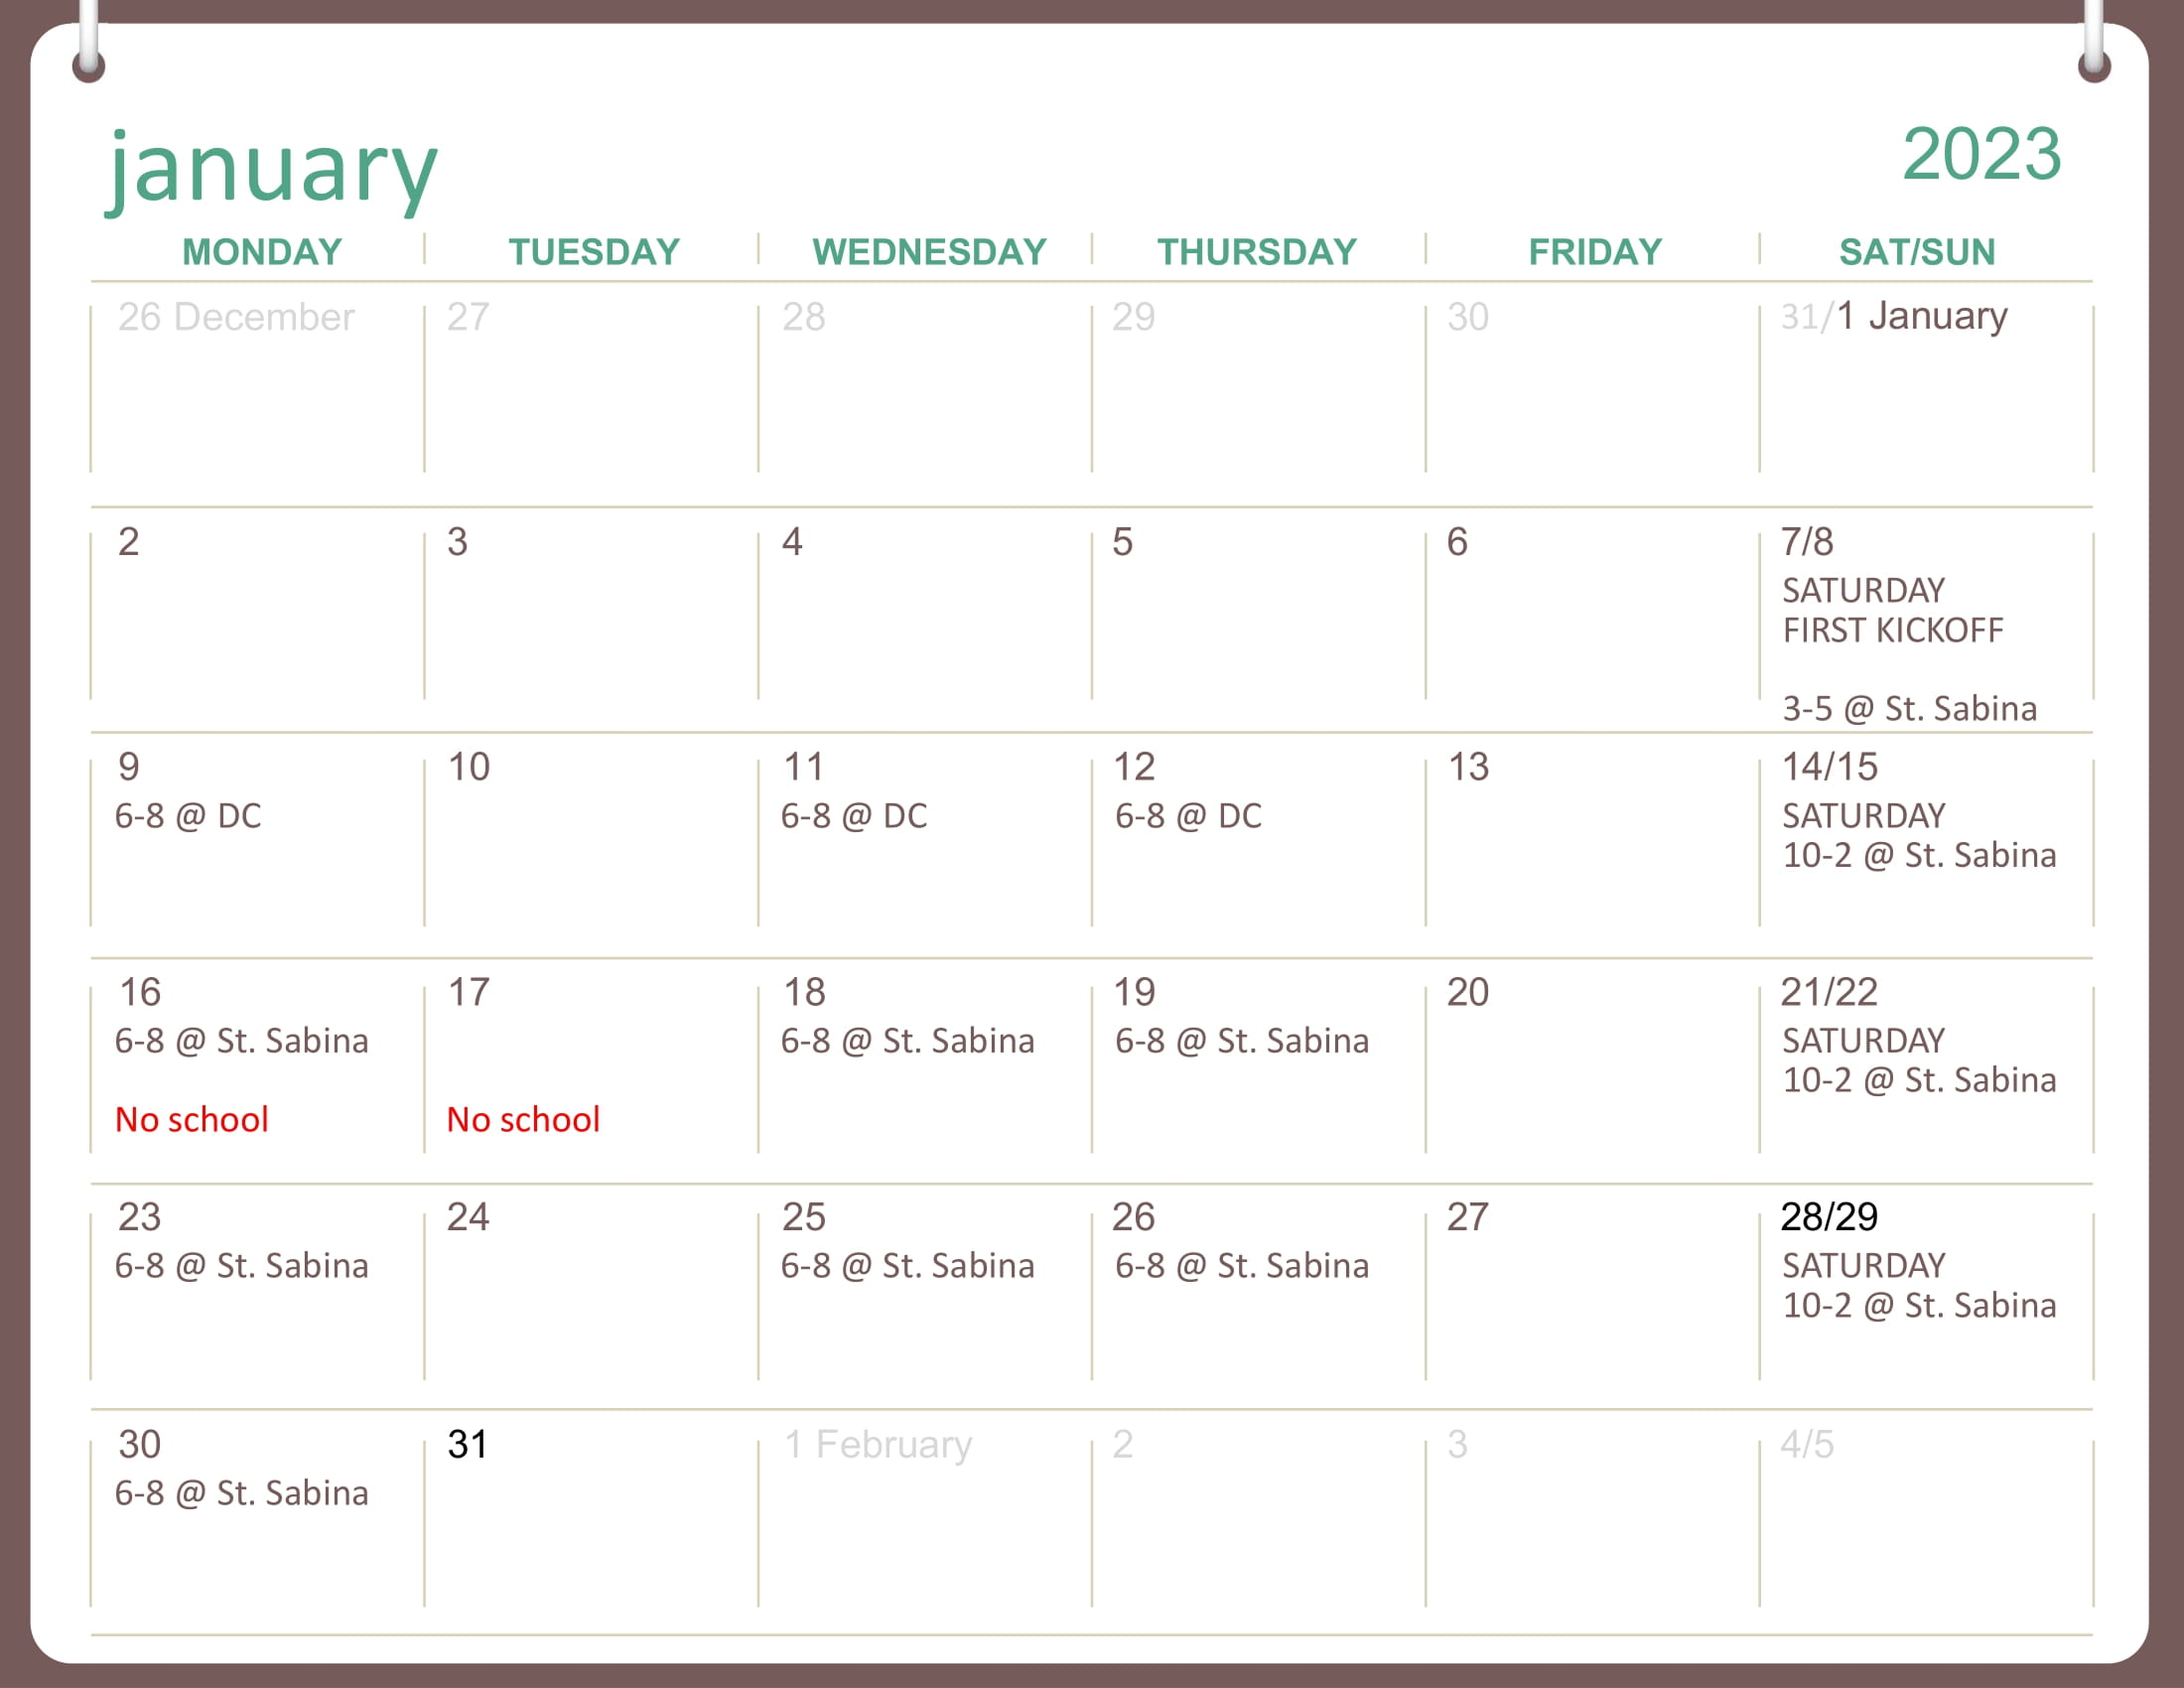 january
2023
MONDAY TUESDAY WEDNESDAY THURSDAY FRIDAY SAT/SUN
26 December 27 28 29 30 31/1 January
2 3 4 5 6 7/8
SATURDAY
FIRST KICKOFF
3-5 @ St. Sabina
9 10 11 12 13 14/15
6-8 @ DC 6-8 @ DC 6-8 @ DC SATURDAY
10-2 @ St. Sabina
16 17 18 19 20 21/22
6-8 @ St. Sabina 6-8 @ St. Sabina 6-8 @ St. Sabina SATURDAY
10-2 @ St. Sabina
No school No school
23 24 25 26 27 28/29
6-8 @ St. Sabina 6-8 @ St. Sabina 6-8 @ St. Sabina SATURDAY
10-2 @ St. Sabina
30 31 1 February 2 3 4/5
6-8 @ St. Sabina